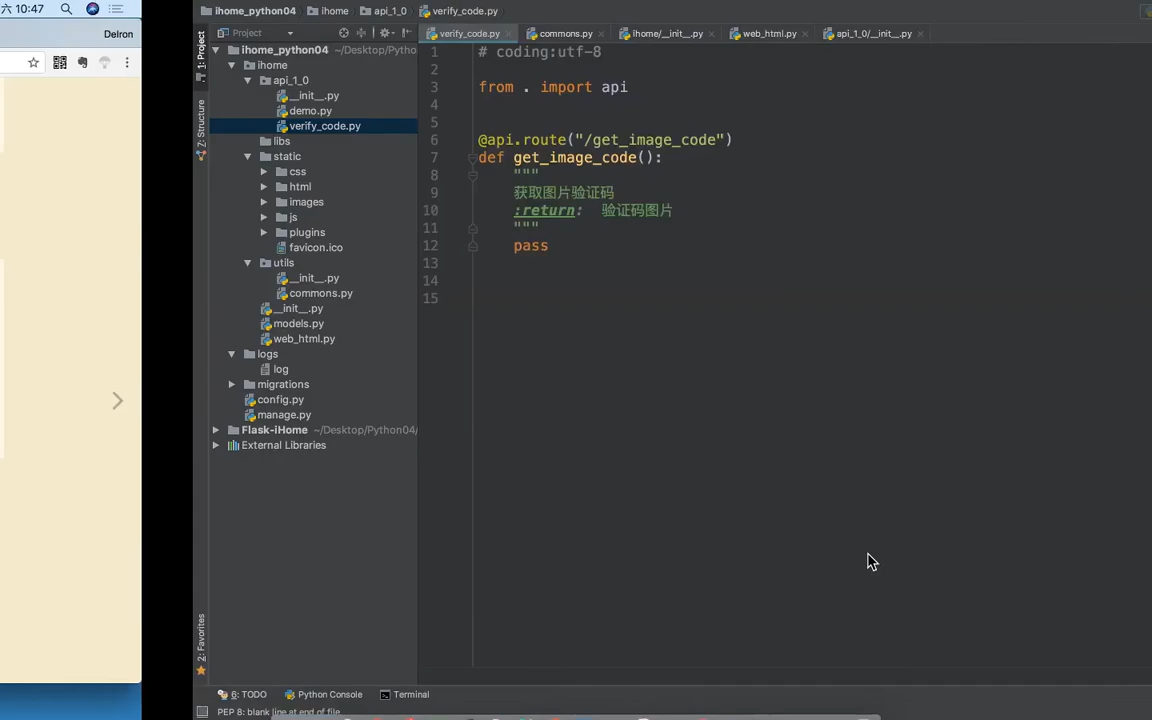 六 10:47
Delron
ihome_python04 ihome api_1_0 verify_code.py
Project
verify_code.py commons.py ihome/__init__.py web_html.py api_1_0/__init__.py
1: Project
Z: Structure
2: Favorites
ihome_python04 ~/Desktop/Pytho
ihome
api_1_0
__init__.py
demo.py
verify_code.py
libs
static
css
html
images
js
plugins
favicon.ico
utils
__init__.py
commons.py
__init__.py
models.py
web_html.py
logs
log
migrations
config.py
manage.py
Flask-iHome ~/Desktop/Python04/
External Libraries
1 # coding:utf-8
2
3 from . import api
4
5
6 @api.route("/get_image_code")
7 def get_image_code():
8 """
9 获取图片验证码
10 :return: 验证码图片
11 """
12 pass
13
14
15
6: TODO Python Console Terminal
PEP 8: blank line at end of file